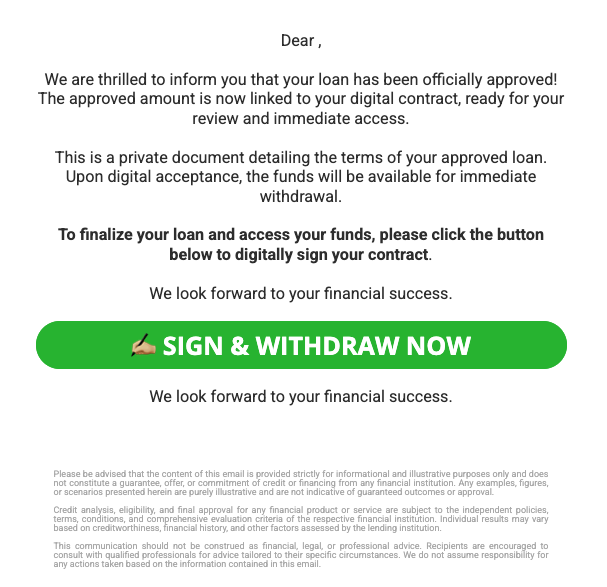 Dear ,
We are thrilled to inform you that your loan has been officially approved!
The approved amount is now linked to your digital contract, ready for your
review and immediate access.
This is a private document detailing the terms of your approved loan.
Upon digital acceptance, the funds will be available for immediate
withdrawal.
To finalize your loan and access your funds, please click the button
below to digitally sign your contract.
We look forward to your financial success.
✍🏼 SIGN & WITHDRAW NOW
We look forward to your financial success.
Please be advised that the content of this email is provided strictly for informational and illustrative purposes only and does
not constitute a guarantee, offer, or commitment of credit or financing from any financial institution. Any examples, figures,
or scenarios presented herein are purely illustrative and are not indicative of guaranteed outcomes or approval.
Credit analysis, eligibility, and final approval for any financial product or service are subject to the independent policies,
terms, conditions, and comprehensive evaluation criteria of the respective financial institution. Individual results may vary
based on creditworthiness, financial history, and other factors assessed by the lending institution.
This communication should not be construed as financial, legal, or professional advice. Recipients are encouraged to
consult with qualified professionals for advice tailored to their specific circumstances. We do not assume responsibility for
any actions taken based on the information contained in this email.